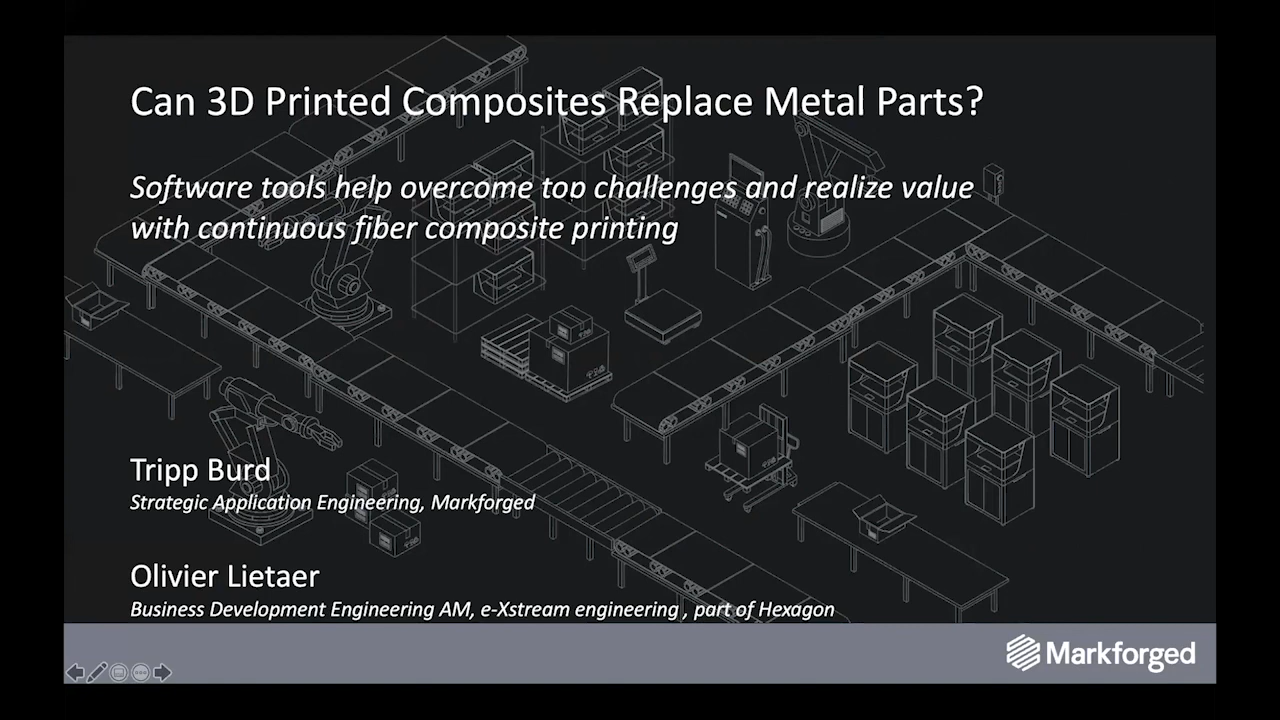 Can 3D Printed Composites Replace Metal Parts?
Software tools help overcome top challenges and realize value
with continuous fiber composite printing
Tripp Burd
Strategic Application Engineering, Markforged
Olivier Lietaer
Business Development Engineering AM, e-Xstream engineering , part of Hexagon
Markforged